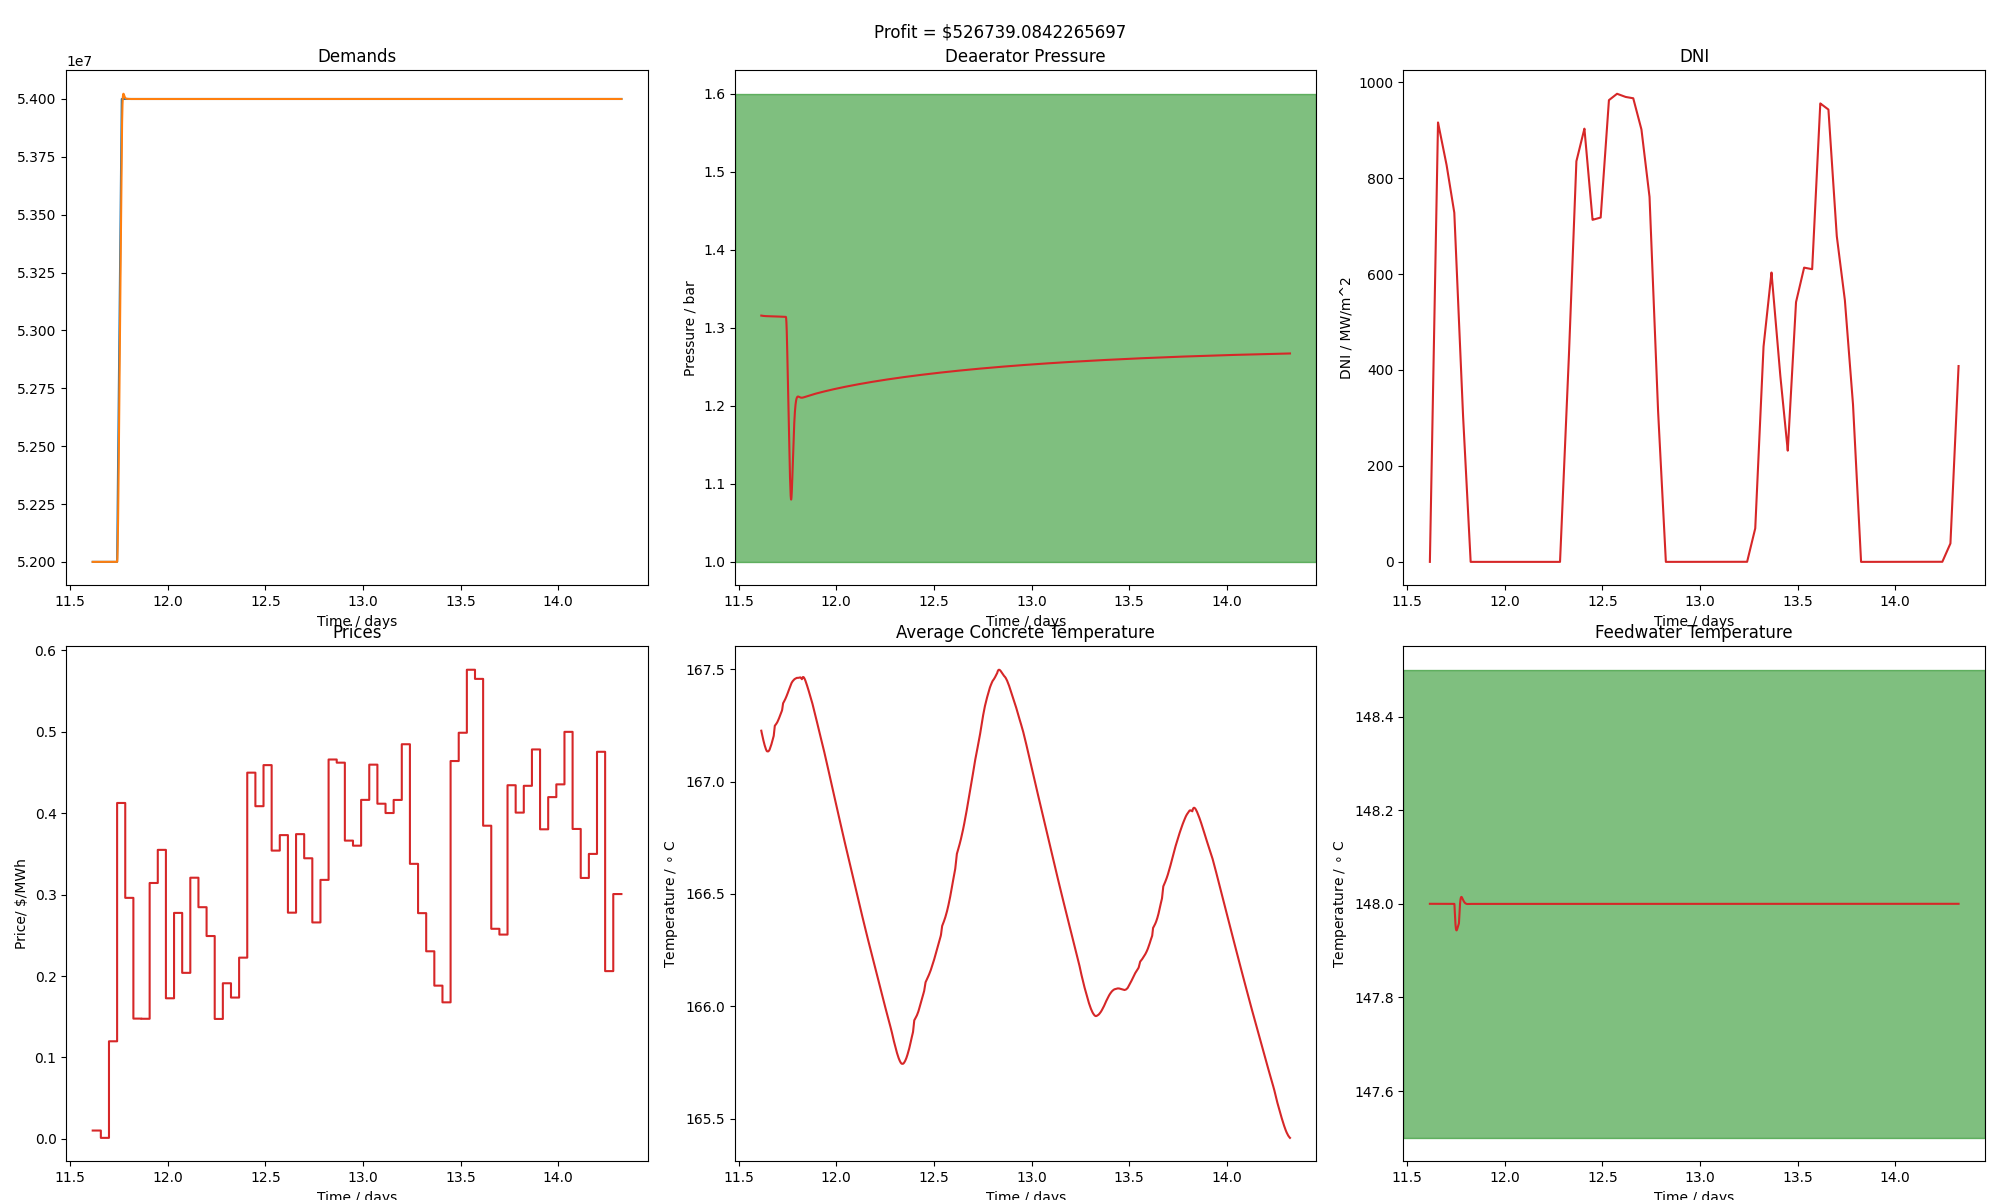 Profit = $526739.0842265697
Demands
1e7
5.400
5.375
5.350
5.325
5.300
5.275
5.250
5.225
5.200
11.5 12.0 12.5 13.0 13.5 14.0
Time / days
Deaerator Pressure
Pressure / bar
1.6
1.5
1.4
1.3
1.2
1.1
1.0
11.5 12.0 12.5 13.0 13.5 14.0
Time / days
DNI
DNI / MW/m^2
1000
800
600
400
200
0
11.5 12.0 12.5 13.0 13.5 14.0
Time / days
Prices
Price/ $/MWh
0.6
0.5
0.4
0.3
0.2
0.1
0.0
11.5 12.0 12.5 13.0 13.5 14.0
Time / days
Average Concrete Temperature
Temperature / ∘ C
167.5
167.0
166.5
166.0
165.5
11.5 12.0 12.5 13.0 13.5 14.0
Time / days
Feedwater Temperature
Temperature / ∘ C
148.4
148.2
148.0
147.8
147.6
11.5 12.0 12.5 13.0 13.5 14.0
Time / days